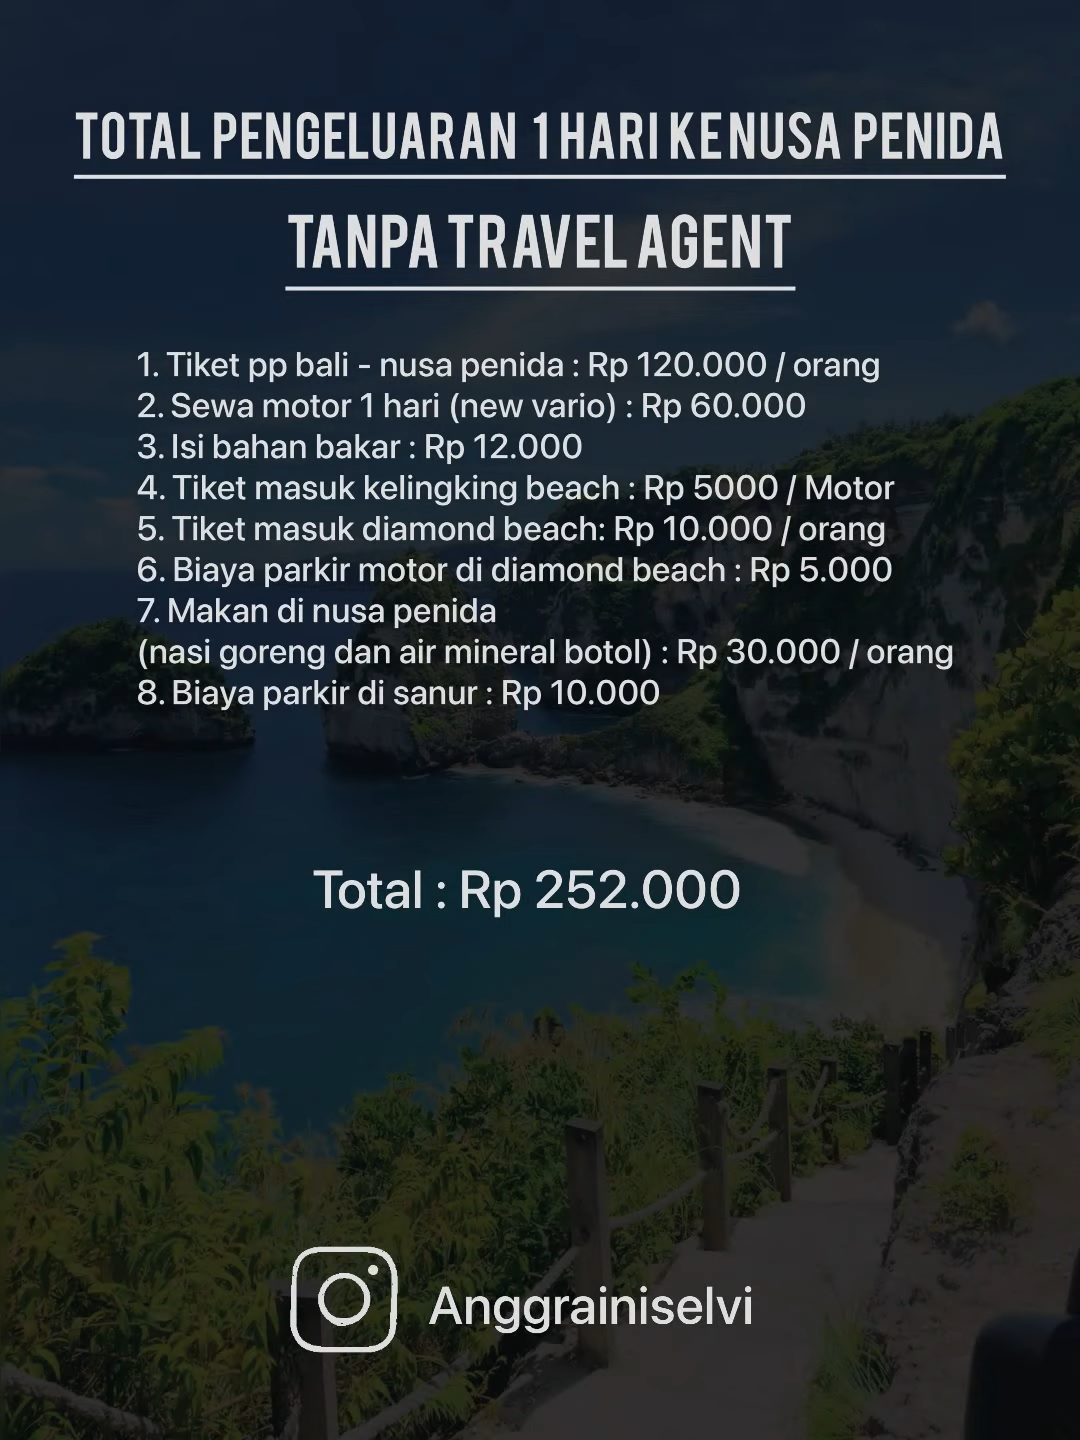 TOTAL PENGELUARAN 1 HARI KE NUSA PENIDA
TANPA TRAVEL AGENT
1. Tiket pp bali - nusa penida : Rp 120.000 / orang
2. Sewa motor 1 hari (new vario) : Rp 60.000
3. Isi bahan bakar : Rp 12.000
4. Tiket masuk kelingking beach : Rp 5000 / Motor
5. Tiket masuk diamond beach: Rp 10.000 / orang
6. Biaya parkir motor di diamond beach : Rp 5.000
7. Makan di nusa penida
(nasi goreng dan air mineral botol) : Rp 30.000 / orang
8. Biaya parkir di sanur : Rp 10.000
Total : Rp 252.000
Anggrainiselvi